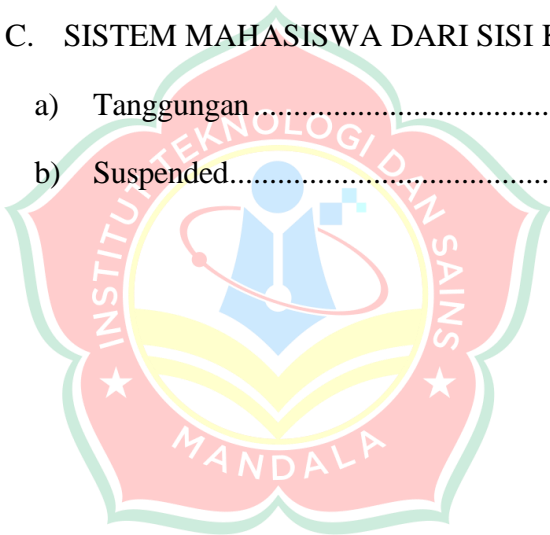 C. SISTEM MAHASISWA DARI SISI
a) Tanggungan....................................
b) Suspended.......................................
INSTITUT TEKNOLOGI DAN SAINS
MANDALA